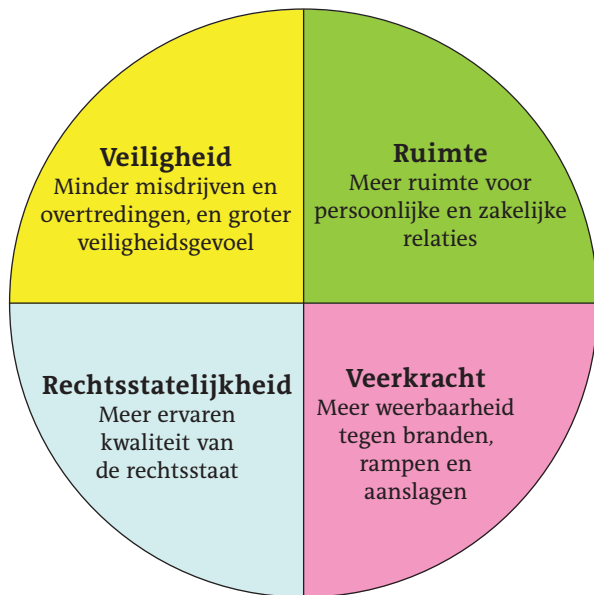 Veiligheid
Minder misdrijven en
overtredingen, en groter
veiligheidsgevoel
Ruimte
Meer ruimte voor
persoonlijke en zakelijke
relaties
Rechtsstatelijkheid
Meer ervaren
kwaliteit van
de rechtsstaat
Veerkracht
Meer weerbaarheid
tegen branden,
rampen en
aanslagen